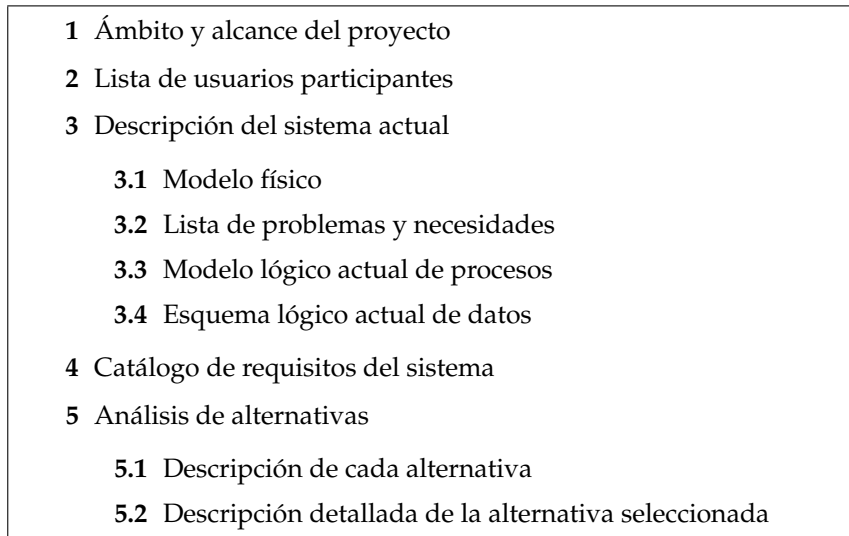 1 Ámbito y alcance del proyecto
2 Lista de usuarios participantes
3 Descripción del sistema actual
3.1 Modelo físico
3.2 Lista de problemas y necesidades
3.3 Modelo lógico actual de procesos
3.4 Esquema lógico actual de datos
4 Catálogo de requisitos del sistema
5 Análisis de alternativas
5.1 Descripción de cada alternativa
5.2 Descripción detallada de la alternativa seleccionada